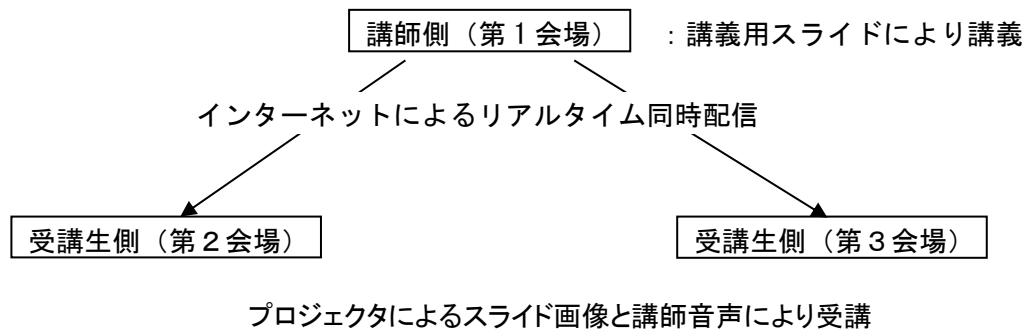 講師側（第１会場）　：講義用スライドにより講義
インターネットによるリアルタイム同時配信
受講生側（第２会場）　受講生側（第３会場）
プロジェクタによるスライド画像と講師音声により受講